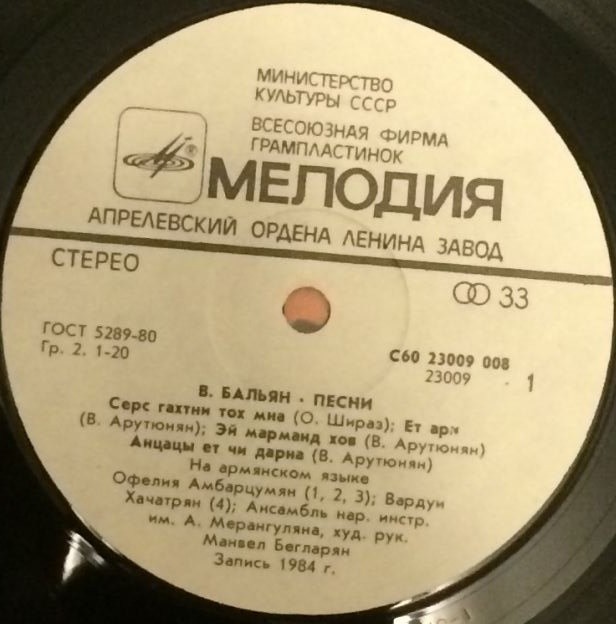 МИНИСТЕРСТВО
КУЛЬТУРЫ СССР
ВСЕСОЮЗНАЯ ФИРМА
ГРАМПЛАСТИНОК
®
МЕЛОДИЯ
АПРЕЛЕВСКИЙ ОРДЕНА ЛЕНИНА ЗАВОД
СТЕРЕО
33
ГОСТ 5289-80
Гр. 2. 1-20
С60 23009 008
23009 · 1
В. БАЛЬЯН · ПЕСНИ
Серс гахтни тох мна (О. Шираз); Ет ари
(В. Арутюнян); Эй марманд хов (В. Арутюнян)
Анцацы ет чи дарна (В. Арутюнян)
На армянском языке
Офелия Амбарцумян (1, 2, 3); Вардуи
Хачатрян (4); Ансамбль нар. инстр.
им. А. Мерангуляна, худ. рук.
Манвел Бегларян
Запись 1984 г.